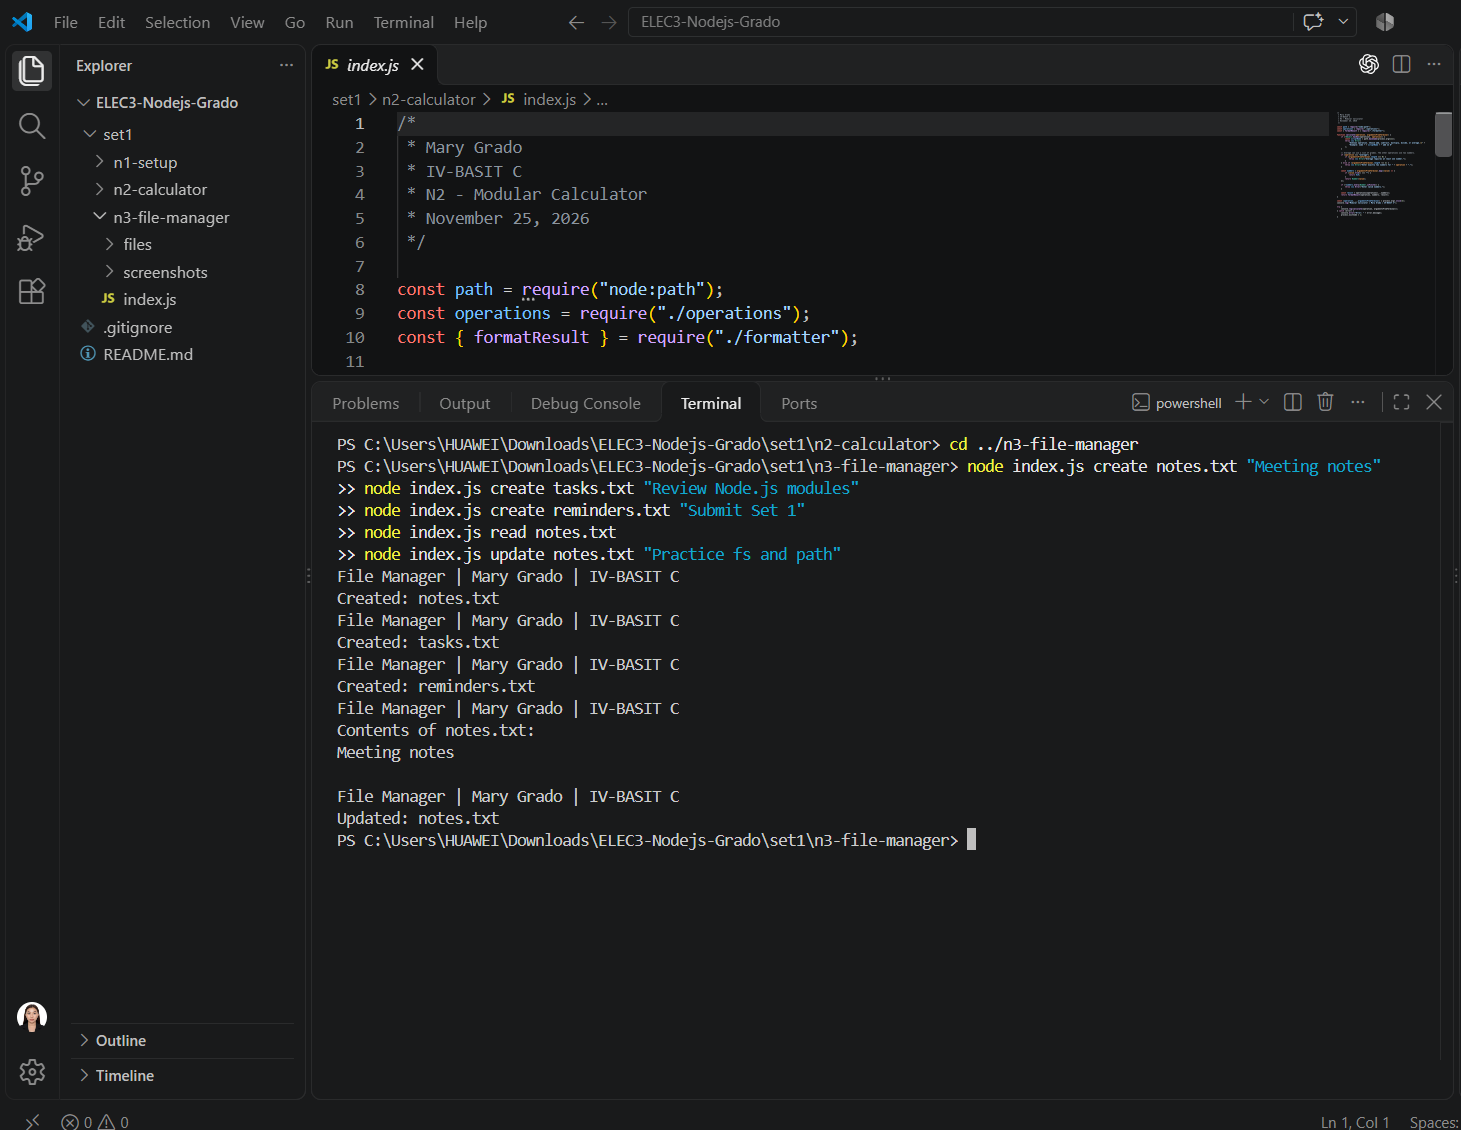 File Edit Selection View Go Run Terminal Help
ELEC3-Nodejs-Grado
Explorer
ELEC3-Nodejs-Grado
set1
n1-setup
n2-calculator
n3-file-manager
files
screenshots
JS index.js
.gitignore
README.md
Outline
Timeline
JS index.js
set1 > n2-calculator > JS index.js > ...
1 /*
2 * Mary Grado
3 * IV-BASIT C
4 * N2 - Modular Calculator
5 * November 25, 2026
6 */
7
8 const path = require("node:path");
9 const operations = require("./operations");
10 const { formatResult } = require("./formatter");
11
Problems Output Debug Console Terminal Ports
powershell
PS C:\Users\HUAWEI\Downloads\ELEC3-Nodejs-Grado\set1\n2-calculator> cd ../n3-file-manager
PS C:\Users\HUAWEI\Downloads\ELEC3-Nodejs-Grado\set1\n3-file-manager> node index.js create notes.txt "Meeting notes"
>> node index.js create tasks.txt "Review Node.js modules"
>> node index.js create reminders.txt "Submit Set 1"
>> node index.js read notes.txt
>> node index.js update notes.txt "Practice fs and path"
File Manager | Mary Grado | IV-BASIT C
Created: notes.txt
File Manager | Mary Grado | IV-BASIT C
Created: tasks.txt
File Manager | Mary Grado | IV-BASIT C
Created: reminders.txt
File Manager | Mary Grado | IV-BASIT C
Contents of notes.txt:
Meeting notes
File Manager | Mary Grado | IV-BASIT C
Updated: notes.txt
PS C:\Users\HUAWEI\Downloads\ELEC3-Nodejs-Grado\set1\n3-file-manager>
0 0
Ln 1, Col 1 Spaces: